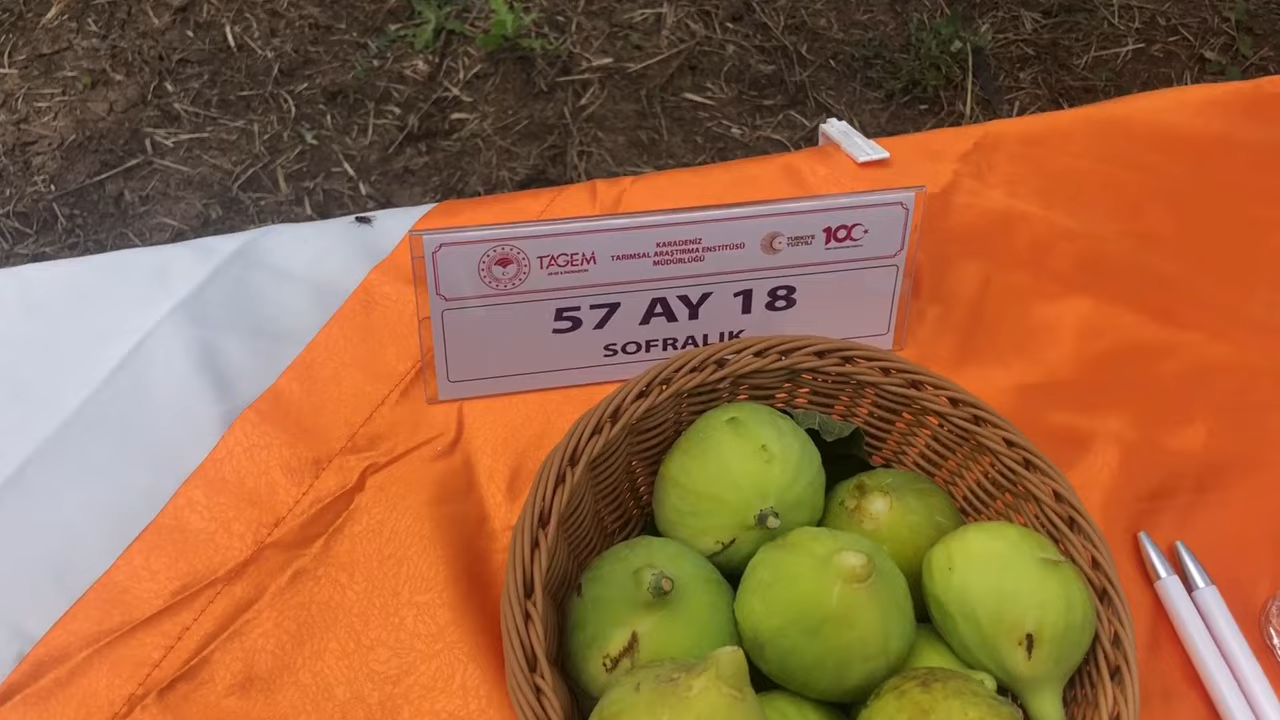 TAGEM
KARADENİZ
TARIMSAL ARAŞTIRMA ENSTİTÜSÜ
MÜDÜRLÜĞÜ
TÜRKİYE
YÜZYILI
100
57 AY 18
SOFRALIK